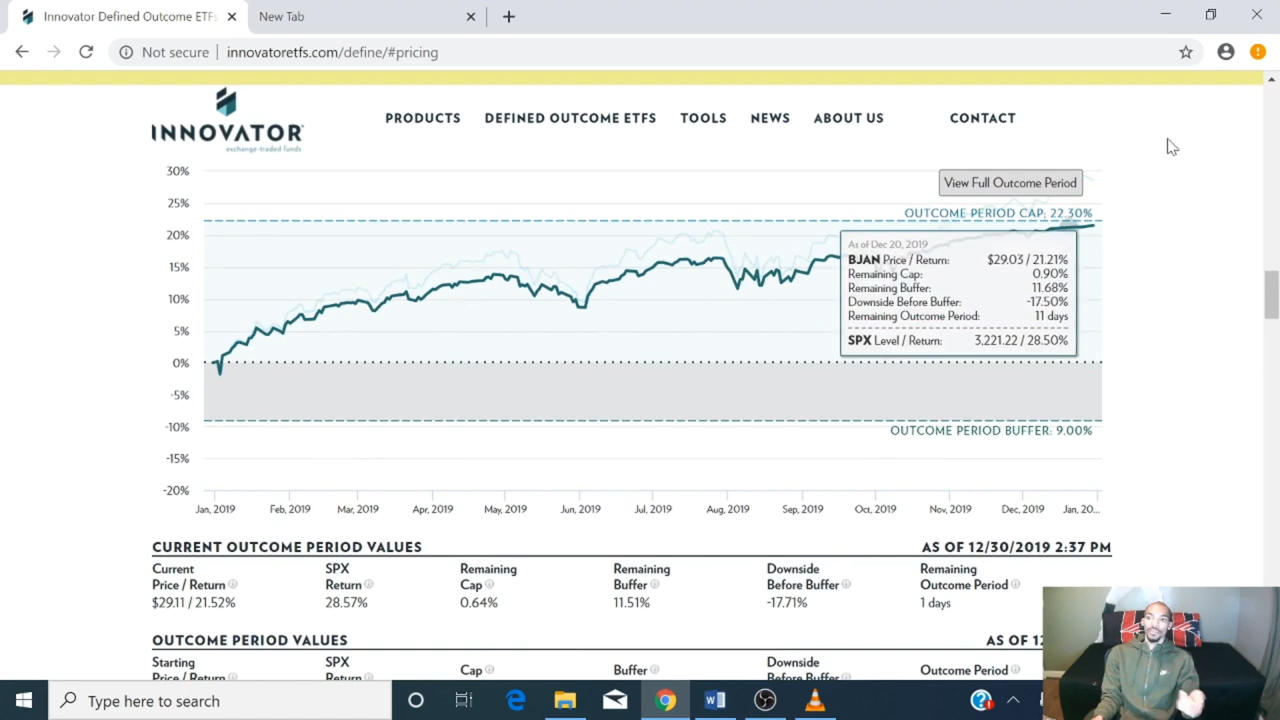 Innovator Defined Outcome ETFs
New Tab
Not secure
innovatoretfs.com/define/#pricing
INNOVATOR
exchange-traded funds
PRODUCTS
DEFINED OUTCOME ETFS
TOOLS
NEWS
ABOUT US
CONTACT
30%
25%
20%
15%
10%
5%
0%
-5%
-10%
-15%
-20%
View Full Outcome Period
OUTCOME PERIOD CAP: 22.30%
As of Dec 20, 2019
BJAN Price / Return: $29.03 / 21.21%
Remaining Cap: 0.90%
Remaining Buffer: 11.68%
Downside Before Buffer: -17.50%
Remaining Outcome Period: 11 days
SPX Level / Return: 3,221.22 / 28.50%
OUTCOME PERIOD BUFFER: 9.00%
Jan, 2019 Feb, 2019 Mar, 2019 Apr, 2019 May, 2019 Jun, 2019 Jul, 2019 Aug, 2019 Sep, 2019 Oct, 2019 Nov, 2019 Dec, 2019 Jan, 20...
CURRENT OUTCOME PERIOD VALUES
AS OF 12/30/2019 2:37 PM
Current Price / Return
SPX Return
Remaining Cap
Remaining Buffer
Downside Before Buffer
Remaining Outcome Period
$29.11 / 21.52% 28.57% 0.64% 11.51% -17.71% 1 days
OUTCOME PERIOD VALUES
AS OF 12
Starting Price / Return
SPX Return
Cap
Buffer
Downside Before Buffer
Outcome Period
Type here to search